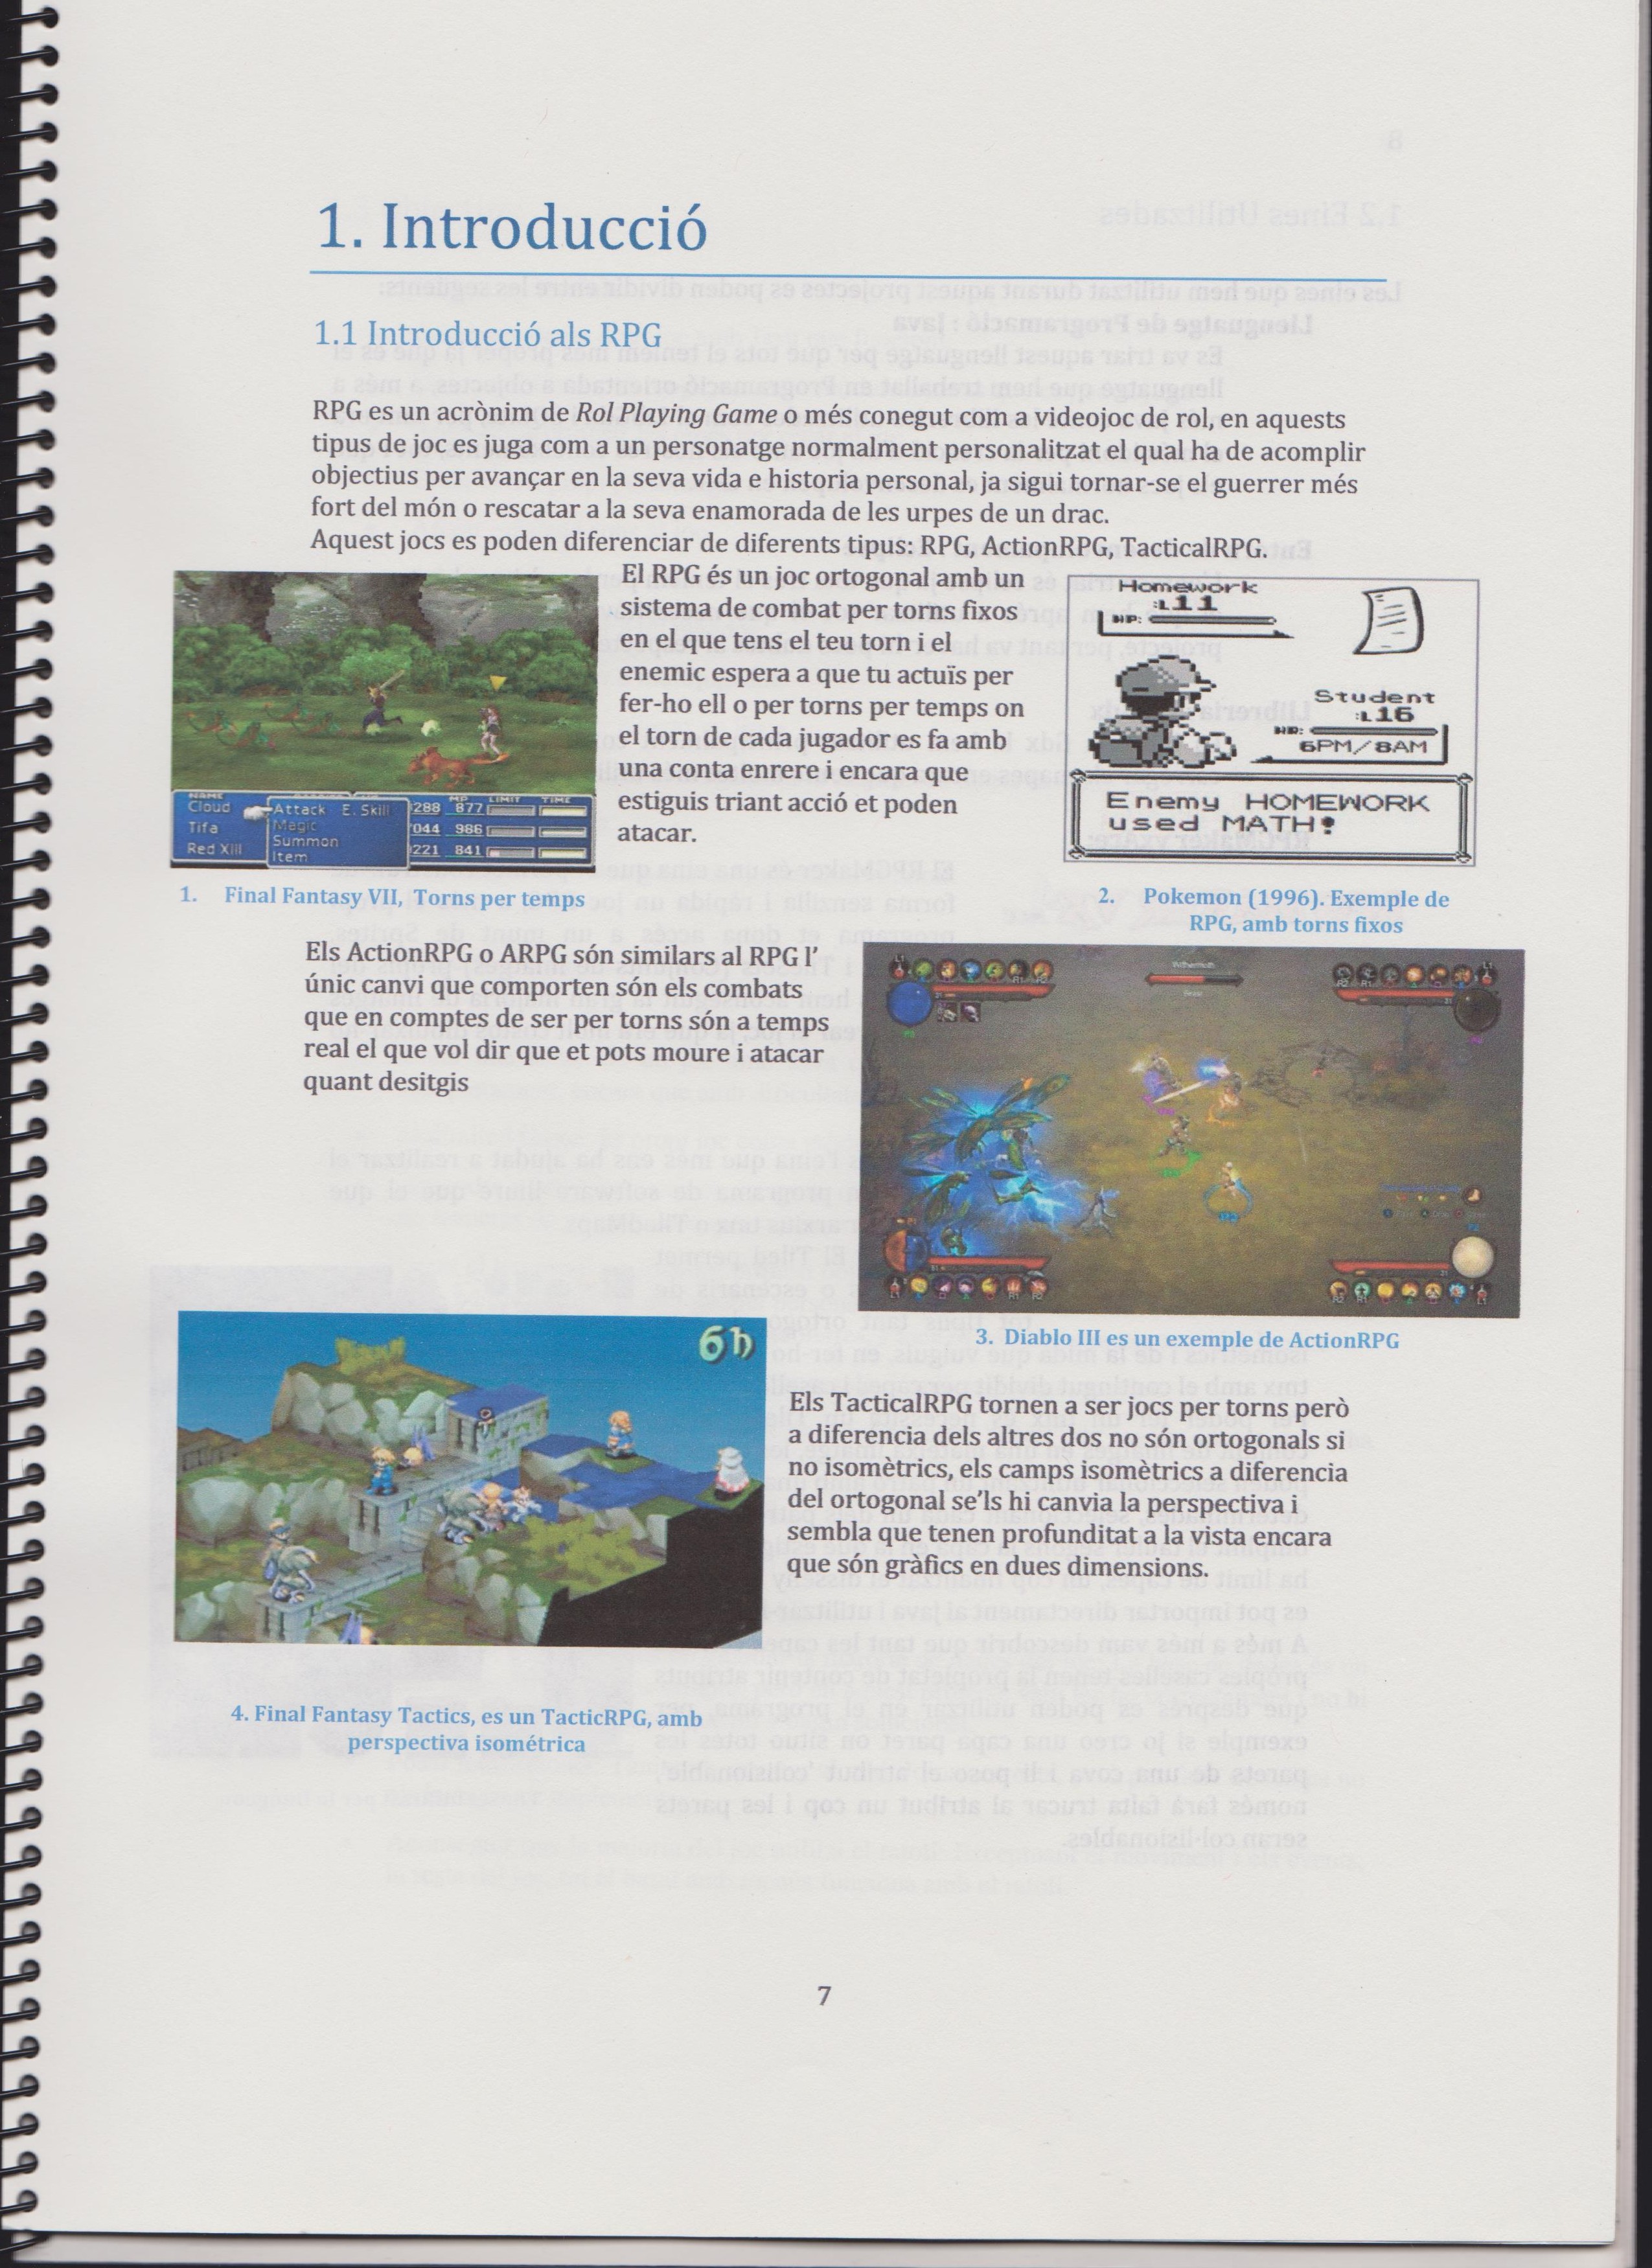 1. Introducció
1.1 Introducció als RPG
RPG es un acrònim de Rol Playing Game o més conegut com a videojoc de rol, en aquests
tipus de joc es juga com a un personatge normalment personalitzat el qual ha de acomplir
objectius per avançar en la seva vida e historia personal, ja sigui tornar-se el guerrer més
fort del món o rescatar a la seva enamorada de les urpes de un drac.
Aquest jocs es poden diferenciar de diferents tipus: RPG, ActionRPG, TacticalRPG.
El RPG és un joc ortogonal amb un
sistema de combat per torns fixos
en el que tens el teu torn i el
enemic espera a que tu actuïs per
fer-ho ell o per torns per temps on
el torn de cada jugador es fa amb
una conta enrere i encara que
estiguis triant acció et poden
atacar.
NAME
Cloud
Tifa
Red XIII
Attack E. Skill
Magic
Summon
Item
MP LIMIT TIME
288 877
044 986
221 841
1. Final Fantasy VII, Torns per temps
Homework
:L11
HP:
Student
:L16
HP:
6PM/8AM
Enemy HOMEWORK
used MATH!
2. Pokemon (1996). Exemple de
RPG, amb torns fixos
Els ActionRPG o ARPG són similars al RPG l'
únic canvi que comporten són els combats
que en comptes de ser per torns són a temps
real el que vol dir que et pots moure i atacar
quant desitgis
3. Diablo III es un exemple de ActionRPG
6h
Els TacticalRPG tornen a ser jocs per torns però
a diferencia dels altres dos no són ortogonals si
no isomètrics, els camps isomètrics a diferencia
del ortogonal se'ls hi canvia la perspectiva i
sembla que tenen profunditat a la vista encara
que són gràfics en dues dimensions.
4. Final Fantasy Tactics, es un TacticRPG, amb
perspectiva isométrica
7